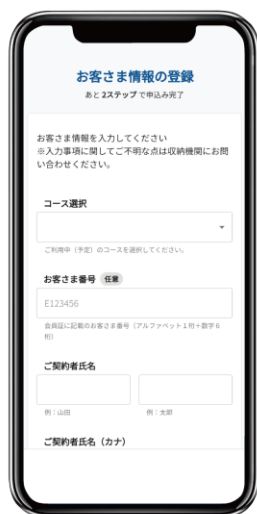 お客さま情報の登録
あと 2ステップ で申込み完了
お客さま情報を入力してください
※入力事項に関してご不明な点は収納機関にお問
い合わせください。
コース選択
ご利用中（予定）のコースを選択してください。
お客さま番号 任意
E123456
会員証に記載のお客さま番号（アルファベット１桁＋数字６
桁）
ご契約者氏名
例：山田 例：太郎
ご契約者氏名（カナ）